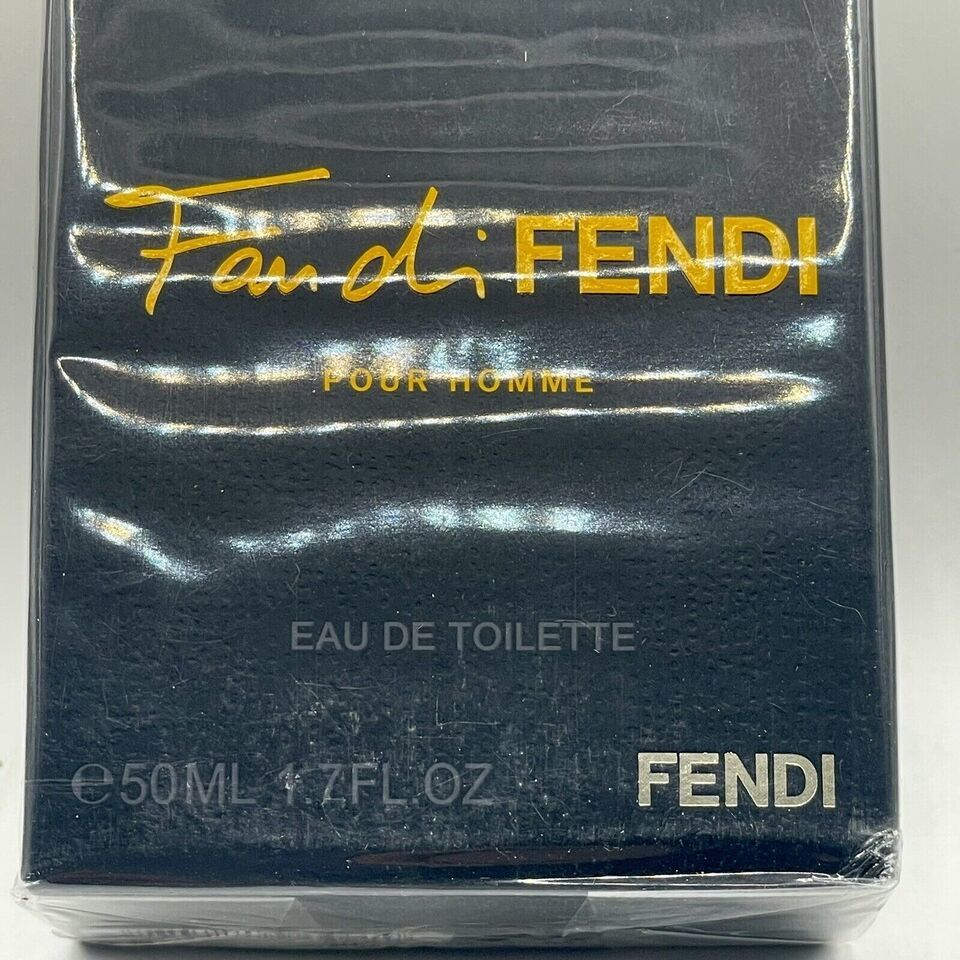 Fan di FENDI
POUR HOMME
EAU DE TOILETTE
℮50ML 1.7FL.OZ
FENDI